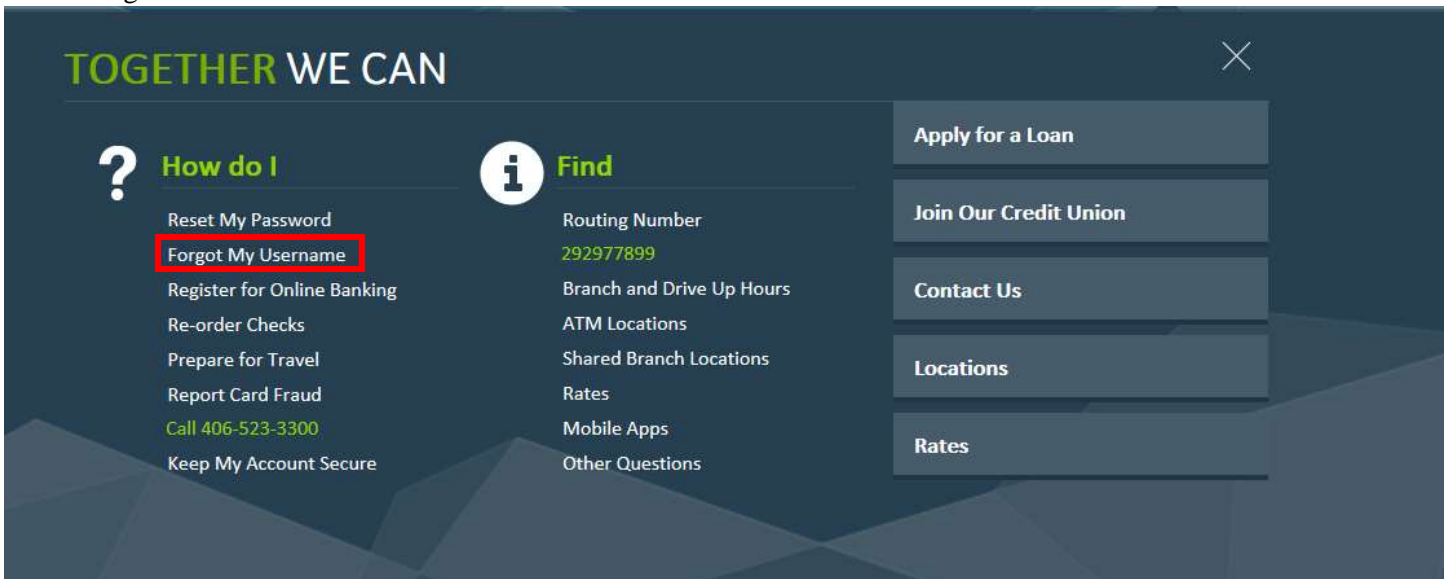 TOGETHER WE CAN
How do I
Reset My Password
Forgot My Username
Register for Online Banking
Re-order Checks
Prepare for Travel
Report Card Fraud
Call 406-523-3300
Keep My Account Secure
Find
Routing Number
292977899
Branch and Drive Up Hours
ATM Locations
Shared Branch Locations
Rates
Mobile Apps
Other Questions
Apply for a Loan
Join Our Credit Union
Contact Us
Locations
Rates